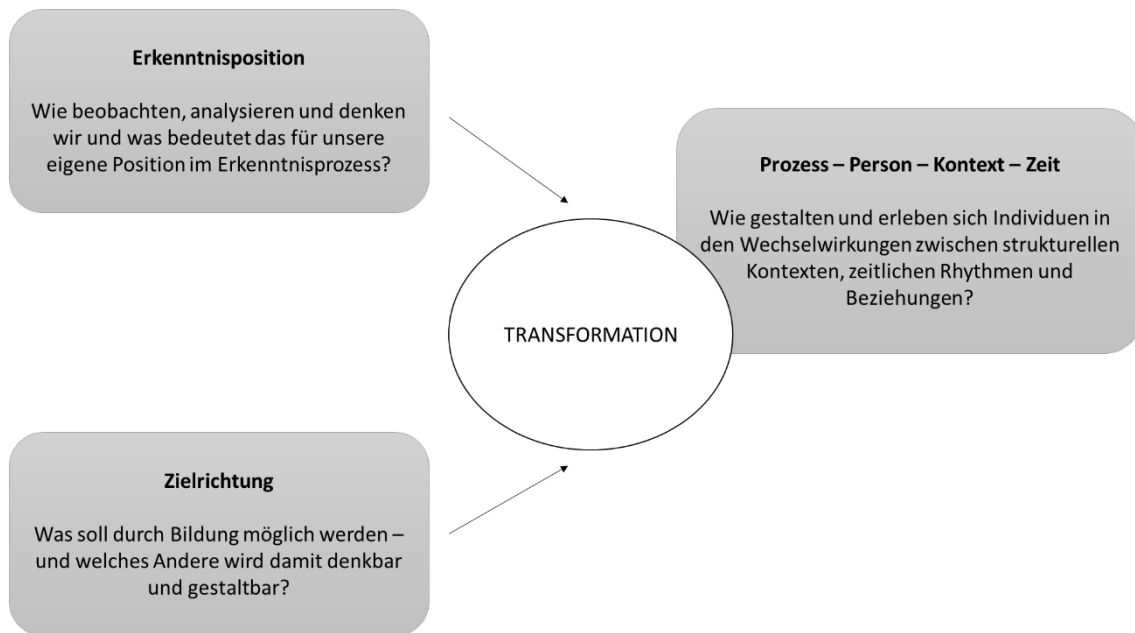 Erkenntnisposition
Wie beobachten, analysieren und denken
wir und was bedeutet das für unsere
eigene Position im Erkenntnisprozess?
Prozess – Person – Kontext – Zeit
Wie gestalten und erleben sich Individuen in
den Wechselwirkungen zwischen strukturellen
Kontexten, zeitlichen Rhythmen und
Beziehungen?
TRANSFORMATION
Zielrichtung
Was soll durch Bildung möglich werden –
und welches Andere wird damit denkbar
und gestaltbar?